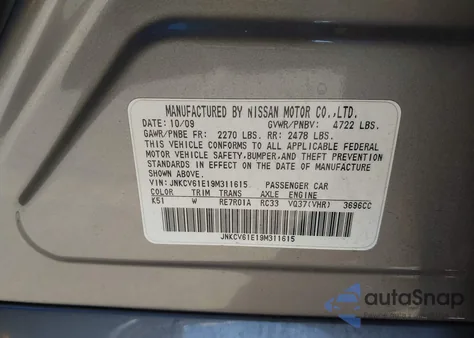 MANUFACTURED BY NISSAN MOTOR CO.,LTD.
DATE: 10/09 GVWR/PNBV: 4722 LBS.
GAWR/PNBE FR: 2270 LBS. RR: 2478 LBS.
THIS VEHICLE CONFORMS TO ALL APPLICABLE FEDERAL
MOTOR VEHICLE SAFETY,BUMPER,AND THEFT PREVENTION
STANDARDS IN EFFECT ON THE DATE OF MANUFACTURE
SHOWN ABOVE.
VIN: JNKCV61E19M311615 PASSENGER CAR
COLOR TRIM TRANS AXLE ENGINE
K51 W RE7R01A RC33 VQ37(VHR) 3696CC
JNKCV61E19M311615
autoSnap